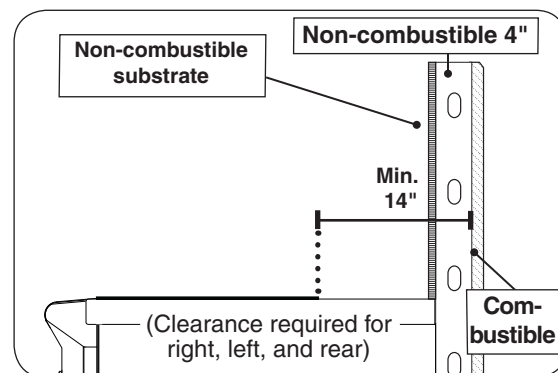 Non-combustible
substrate
Non-combustible 4"
Min.
14"
Com-
bustible
(Clearance required for
right, left, and rear)